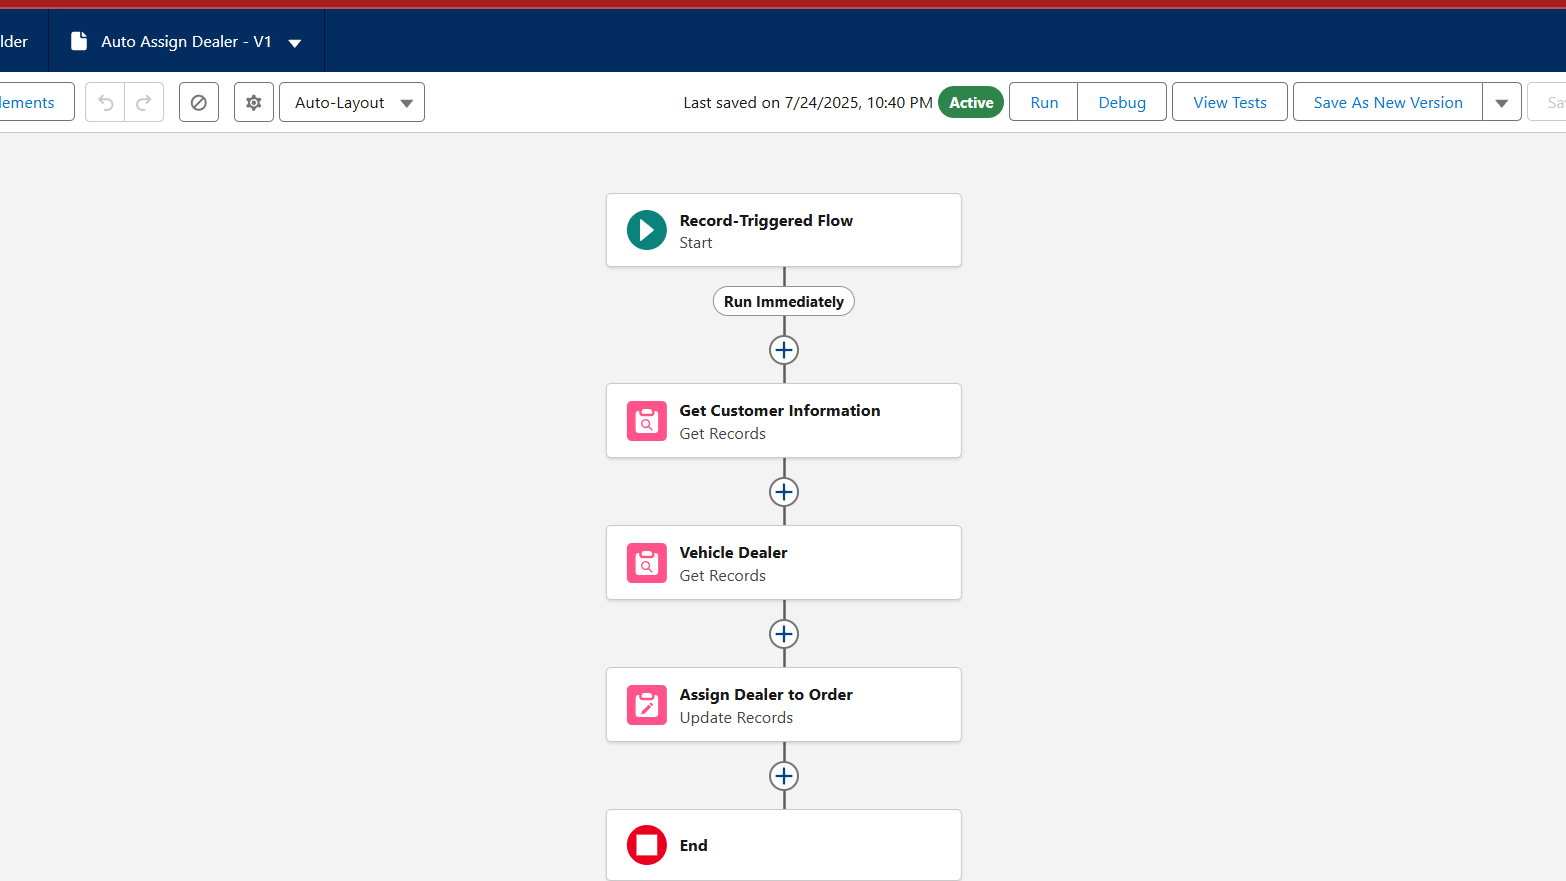 lder
Auto Assign Dealer - V1
lements
Auto-Layout
Last saved on 7/24/2025, 10:40 PM
Active
Run
Debug
View Tests
Save As New Version
Sa
Record-Triggered Flow
Start
Run Immediately
Get Customer Information
Get Records
Vehicle Dealer
Get Records
Assign Dealer to Order
Update Records
End